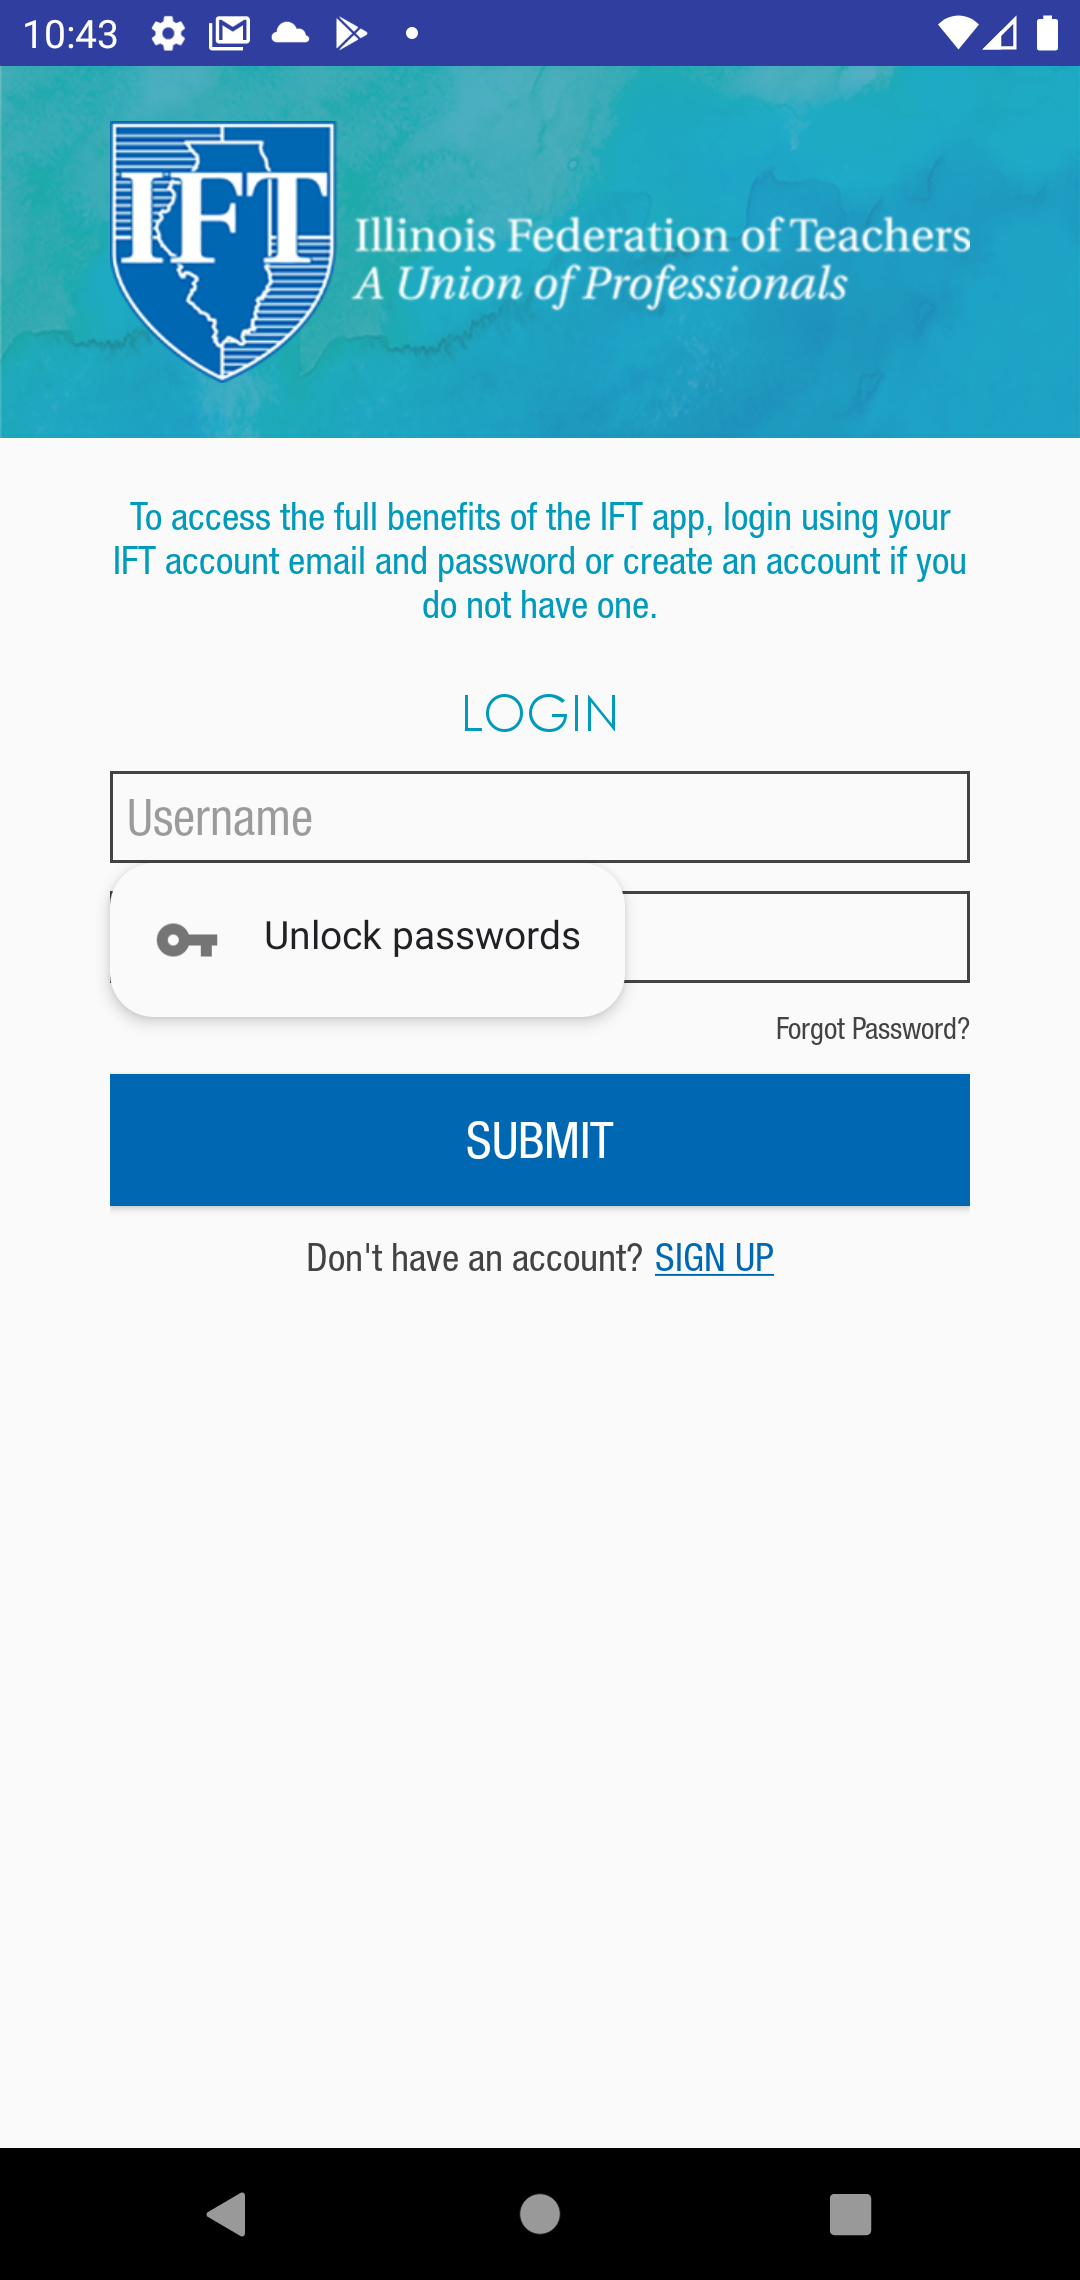 10:43
IFT
Illinois Federation of Teachers
A Union of Professionals
To access the full benefits of the IFT app, login using your
IFT account email and password or create an account if you
do not have one.
LOGIN
Username
Unlock passwords
Forgot Password?
SUBMIT
Don't have an account? SIGN UP